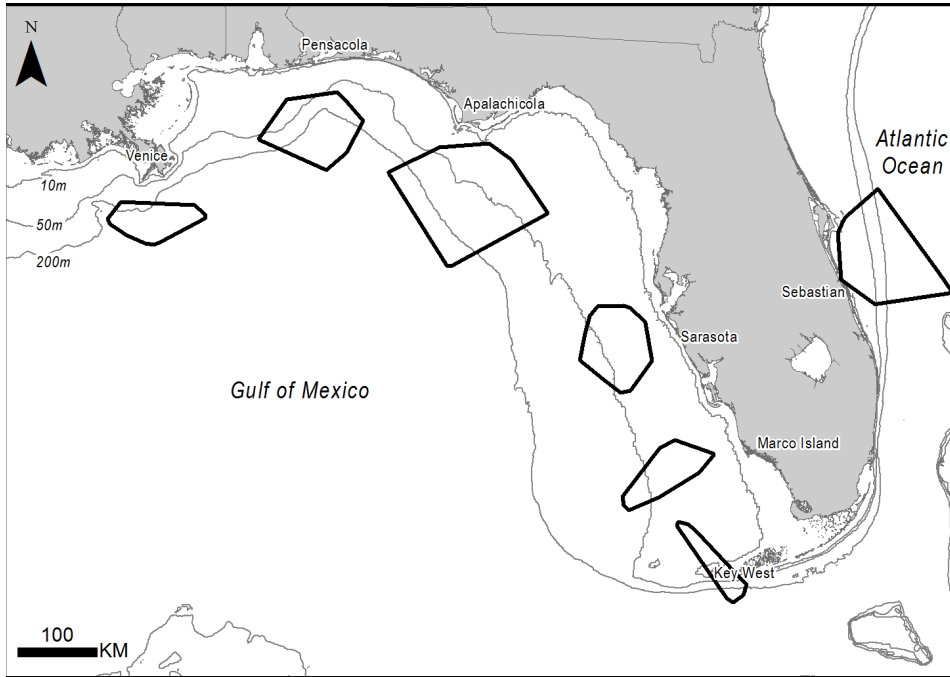 N
Pensacola
Apalachicola
Atlantic
Ocean
Venice
10m
50m
200m
Sebastian
Sarasota
Gulf of Mexico
Marco Island
Key West
100
KM